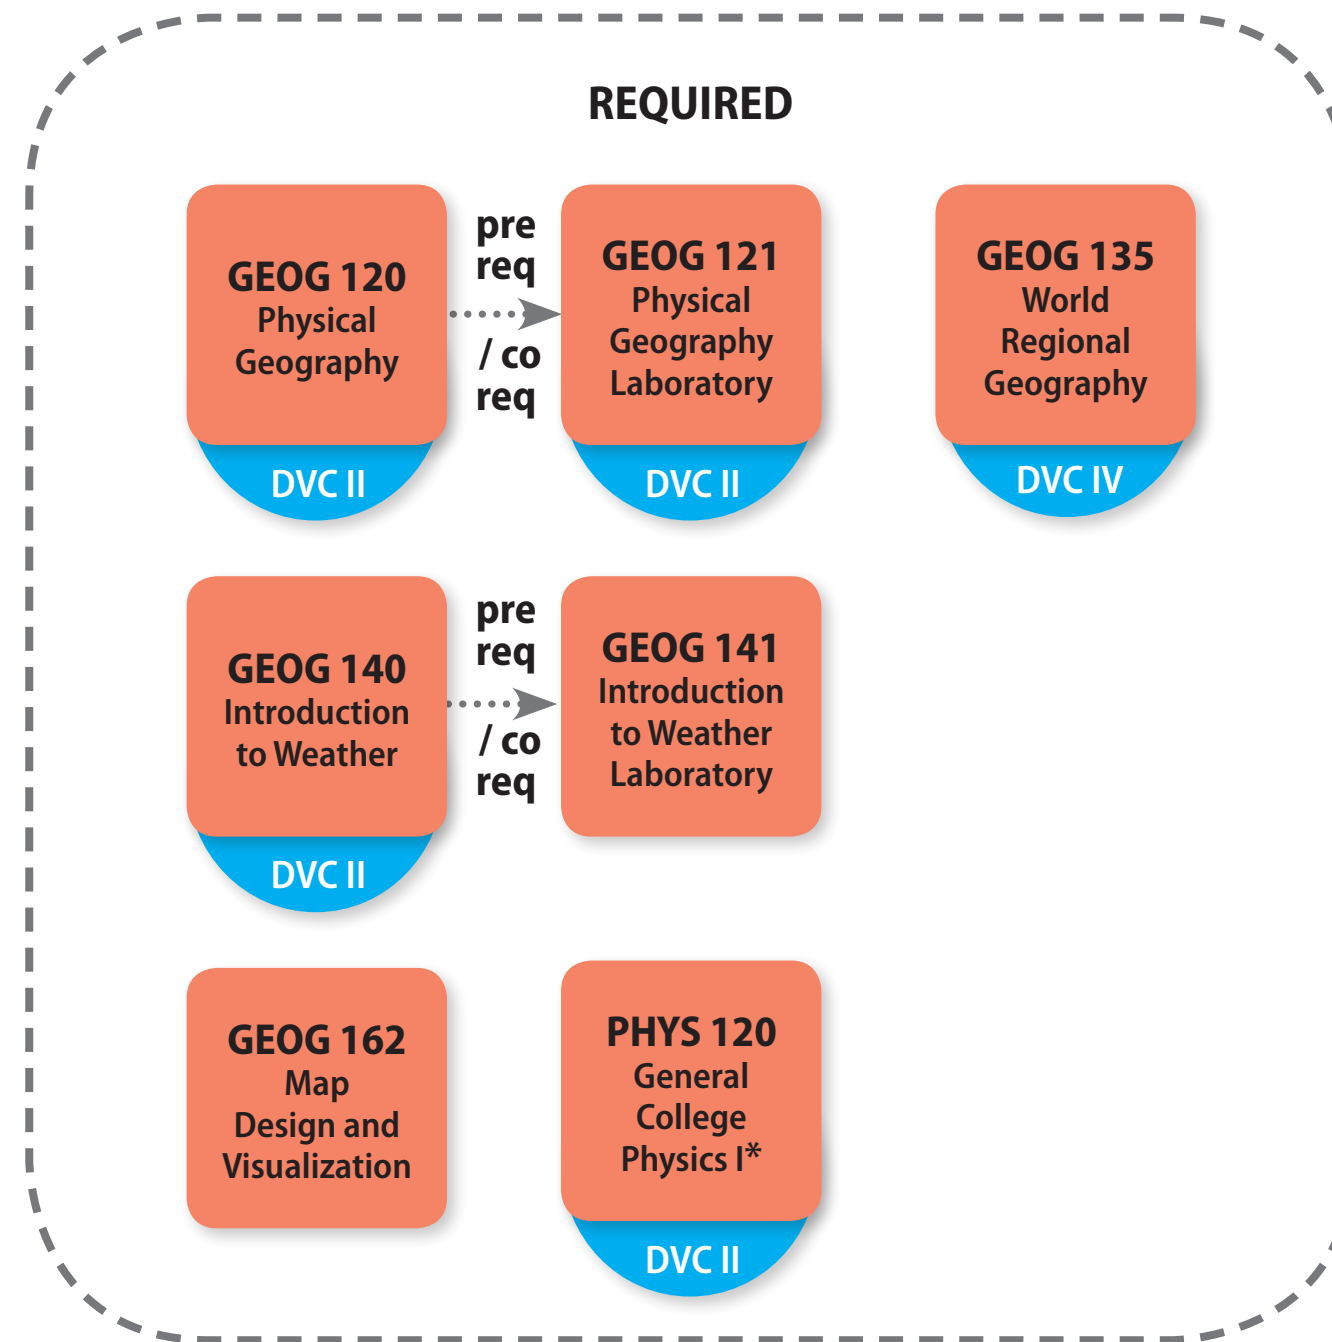 REQUIRED
GEOG 120
Physical
Geography
DVC II
pre
req
/ co
req
GEOG 121
Physical
Geography
Laboratory
DVC II
GEOG 135
World
Regional
Geography
DVC IV
GEOG 140
Introduction
to Weather
DVC II
pre
req
/ co
req
GEOG 141
Introduction
to Weather
Laboratory
GEOG 162
Map
Design and
Visualization
PHYS 120
General
College
Physics I*
DVC II